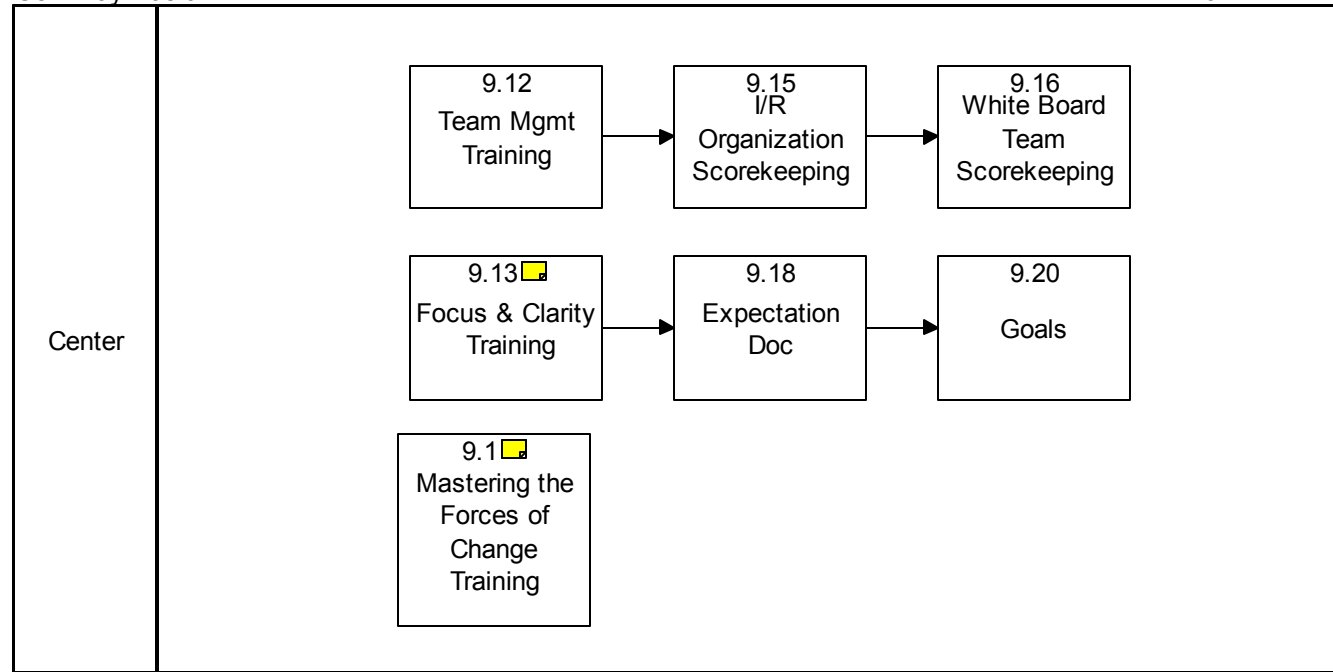 9.12
Team Mgmt
Training
9.15
I/R
Organization
Scorekeeping
9.16
White Board
Team
Scorekeeping
Center
9.13
Focus & Clarity
Training
9.18
Expectation
Doc
9.20
Goals
9.1
Mastering the
Forces of
Change
Training